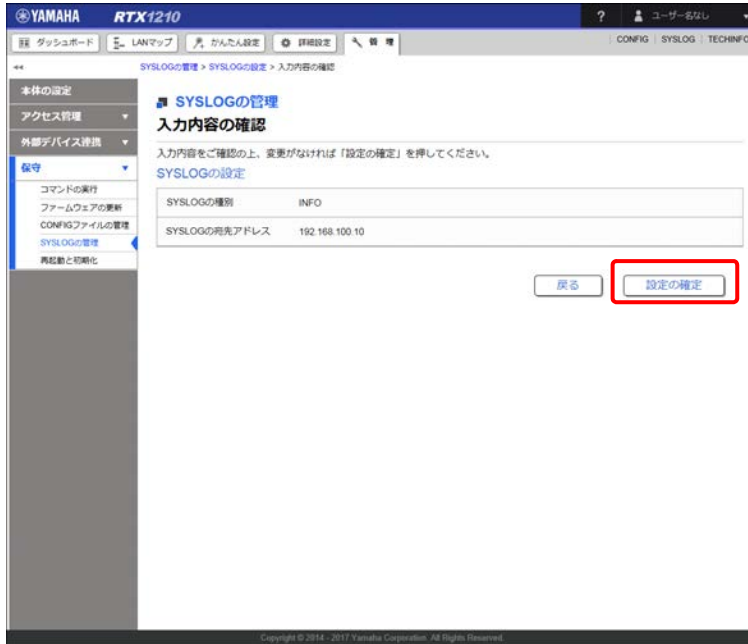 YAMAHA RTX1210 ? ユーザー名なし
ダッシュボード LANマップ かんたん設定 詳細設定 管理 CONFIG SYSLOG TECHINFO
<< SYSLOGの管理 > SYSLOGの設定 > 入力内容の確認
本体の設定
アクセス管理
外部デバイス連携
保守
コマンドの実行
ファームウェアの更新
CONFIGファイルの管理
SYSLOGの管理
再起動と初期化
SYSLOGの管理
入力内容の確認
入力内容をご確認の上、変更がなければ「設定の確定」を押してください。
SYSLOGの設定
SYSLOGの種別 INFO
SYSLOGの宛先アドレス 192.168.100.10
戻る 設定の確定
Copyright © 2014 - 2017 Yamaha Corporation. All Rights Reserved.